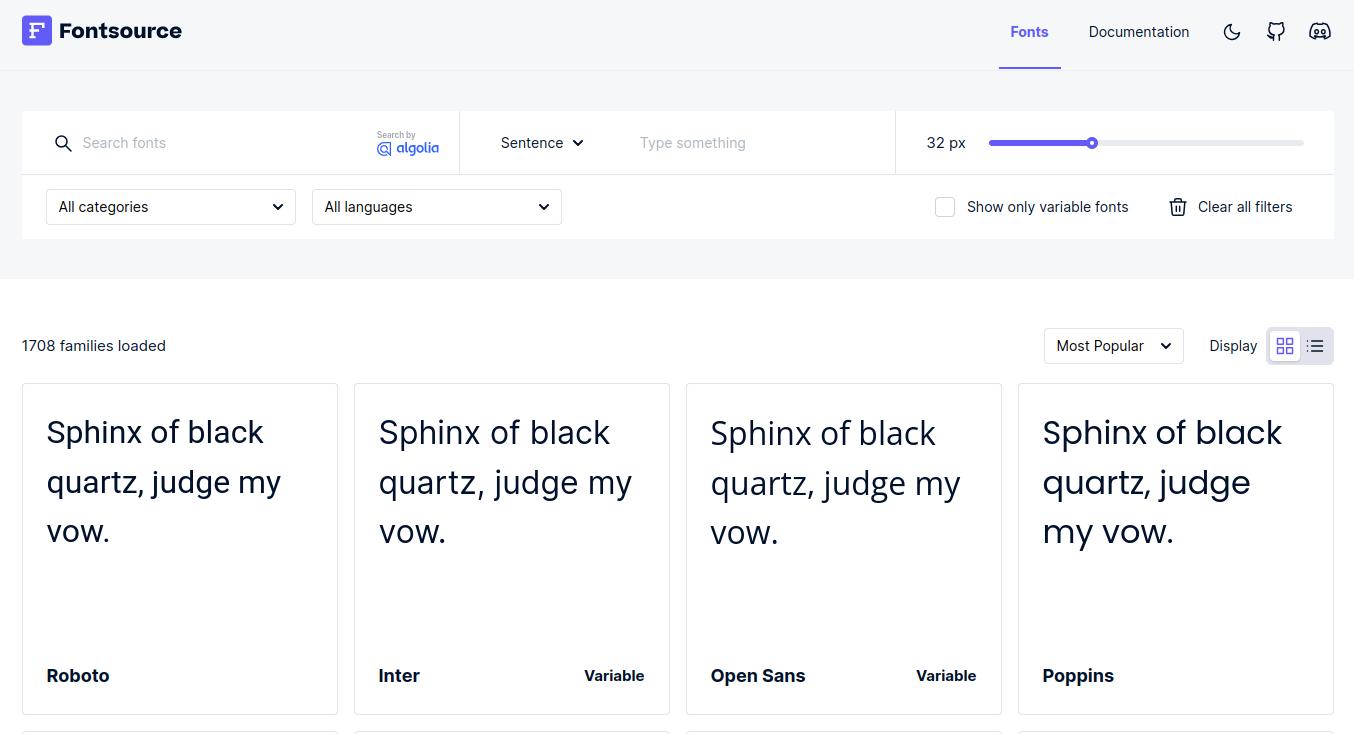 Fontsource
Fonts
Documentation
Search fonts
Search by
algolia
Sentence
Type something
32 px
All categories
All languages
Show only variable fonts
Clear all filters
1708 families loaded
Most Popular
Display
Sphinx of black
quartz, judge my
vow.
Roboto
Sphinx of black
quartz, judge my
vow.
Inter
Variable
Sphinx of black
quartz, judge my
vow.
Open Sans
Variable
Sphinx of black
quartz, judge
my vow.
Poppins